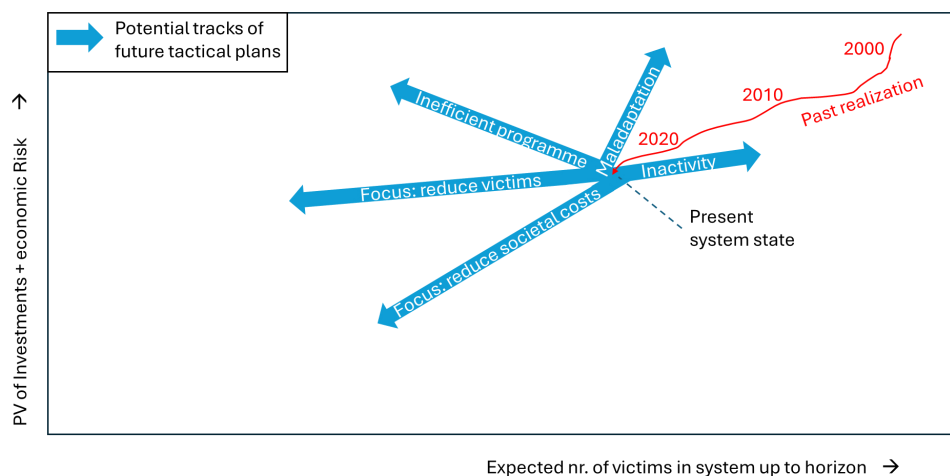 Potential tracks of
future tactical plans
2000
2010
Past realization
2020
Maladaptation
Inefficient programme
Inactivity
Focus: reduce victims
Focus: reduce societal costs
Present
system state
PV of Investments + economic Risk →
Expected nr. of victims in system up to horizon →